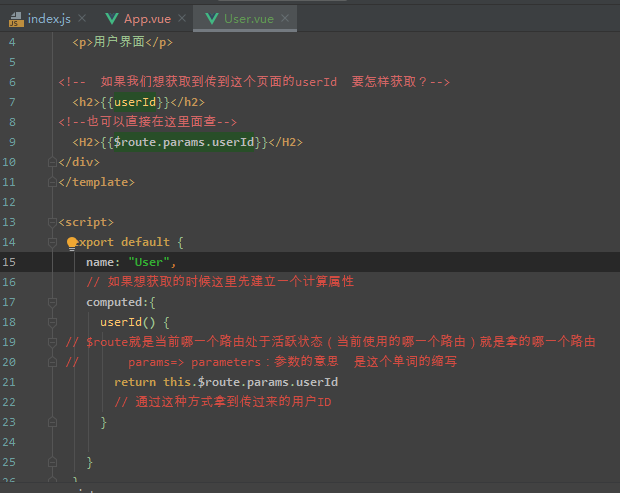 index.js
App.vue
User.vue
4 <p>用户界面</p>
5
6 <!-- 如果我们想获取到传到这个页面的userId 要怎样获取？-->
7 <h2>{{userId}}</h2>
8 <!--也可以直接在这里面查-->
9 <H2>{{$route.params.userId}}</H2>
10 </div>
11 </template>
12
13 <script>
14 export default {
15 name: "User",
16 // 如果想获取的时候这里先建立一个计算属性
17 computed:{
18 userId() {
19 // $route就是当前哪一个路由处于活跃状态（当前使用的哪一个路由）就是拿的哪一个路由
20 // params=> parameters：参数的意思 是这个单词的缩写
21 return this.$route.params.userId
22 // 通过这种方式拿到传过来的用户ID
23 }
24
25 }